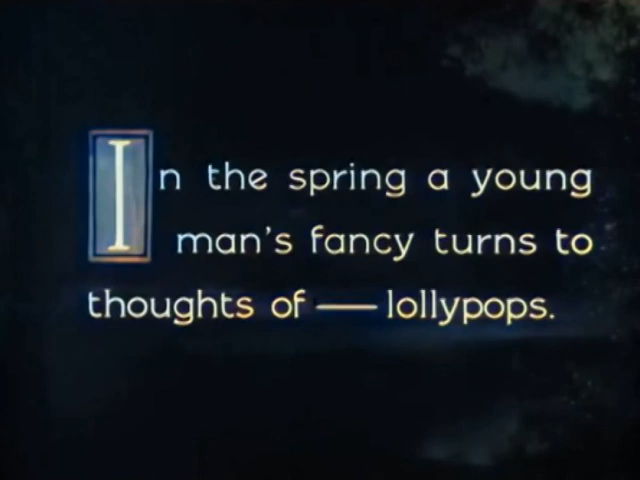 In the spring a young
man's fancy turns to
thoughts of — lollypops.